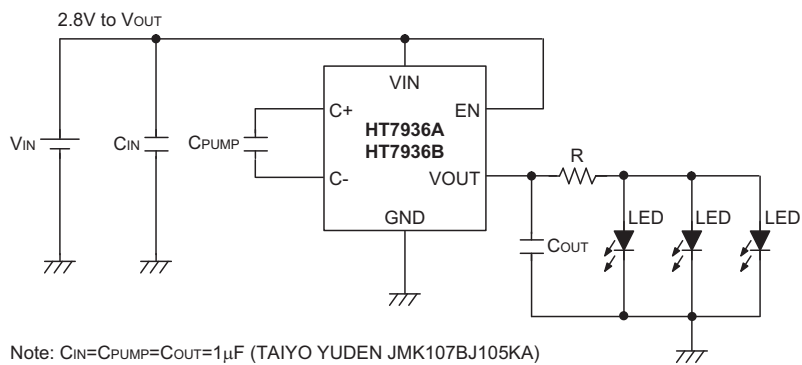 2.8V to VOUT
VIN
C+
EN
HT7936A
HT7936B
VIN
CIN
CPUMP
C-
VOUT
R
GND
LED
LED
LED
COUT
Note: CIN=CPUMP=COUT=1μF (TAIYO YUDEN JMK107BJ105KA)